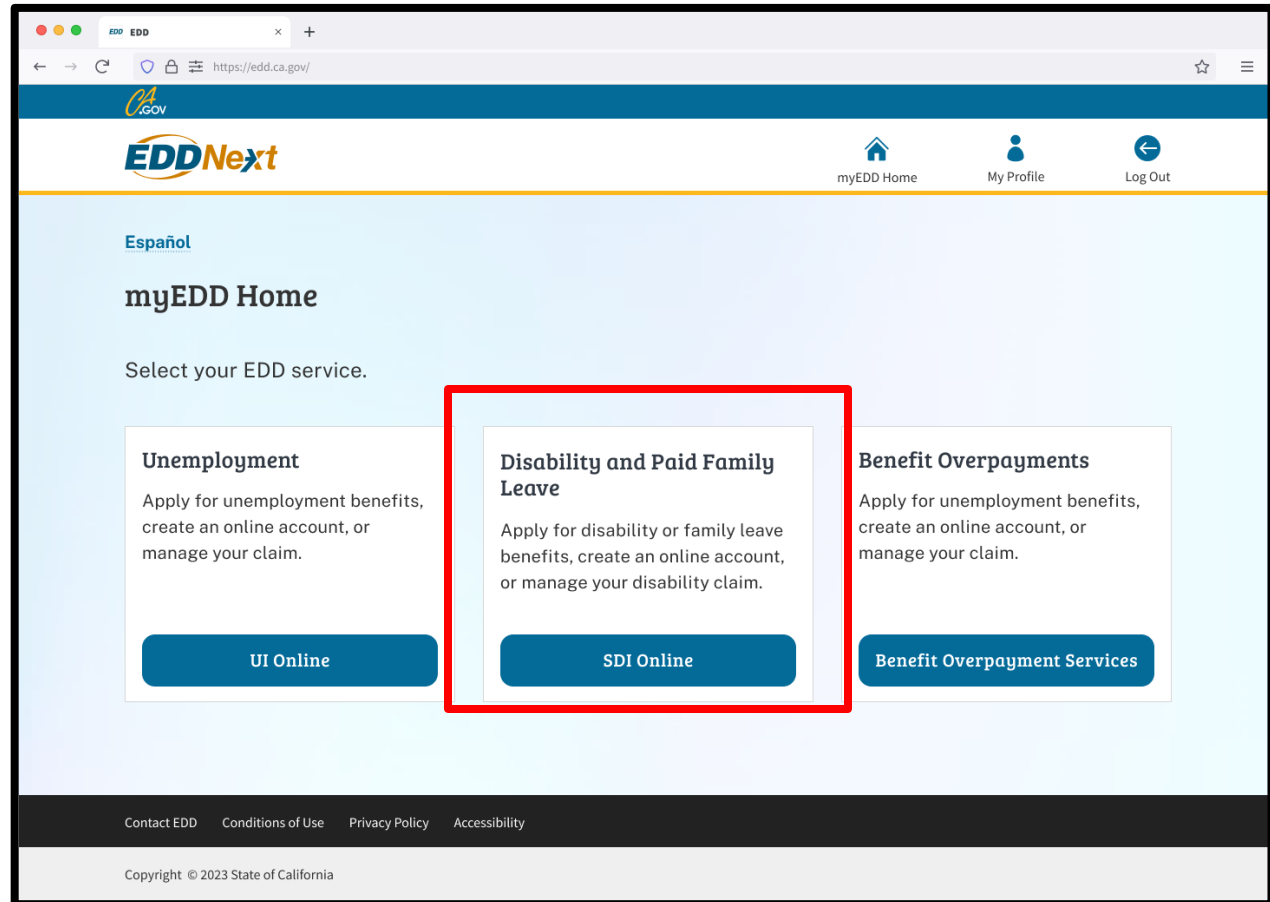 EDD EDD
https://edd.ca.gov/
CA.GOV
EDDNext
myEDD Home
My Profile
Log Out
Español
myEDD Home
Select your EDD service.
Unemployment
Apply for unemployment benefits,
create an online account, or
manage your claim.
UI Online
Disability and Paid Family
Leave
Apply for disability or family leave
benefits, create an online account,
or manage your disability claim.
SDI Online
Benefit Overpayments
Apply for unemployment benefits,
create an online account, or
manage your claim.
Benefit Overpayment Services
Contact EDD Conditions of Use Privacy Policy Accessibility
Copyright © 2023 State of California